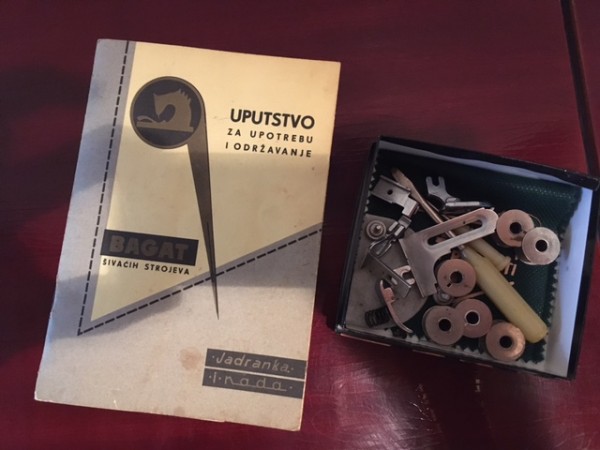 UPUTSTVO
ZA UPOTREBU
I ODRŽAVANJE
BAGAT
ŠIVAĆIH STROJEVA
Jadranka
i nada